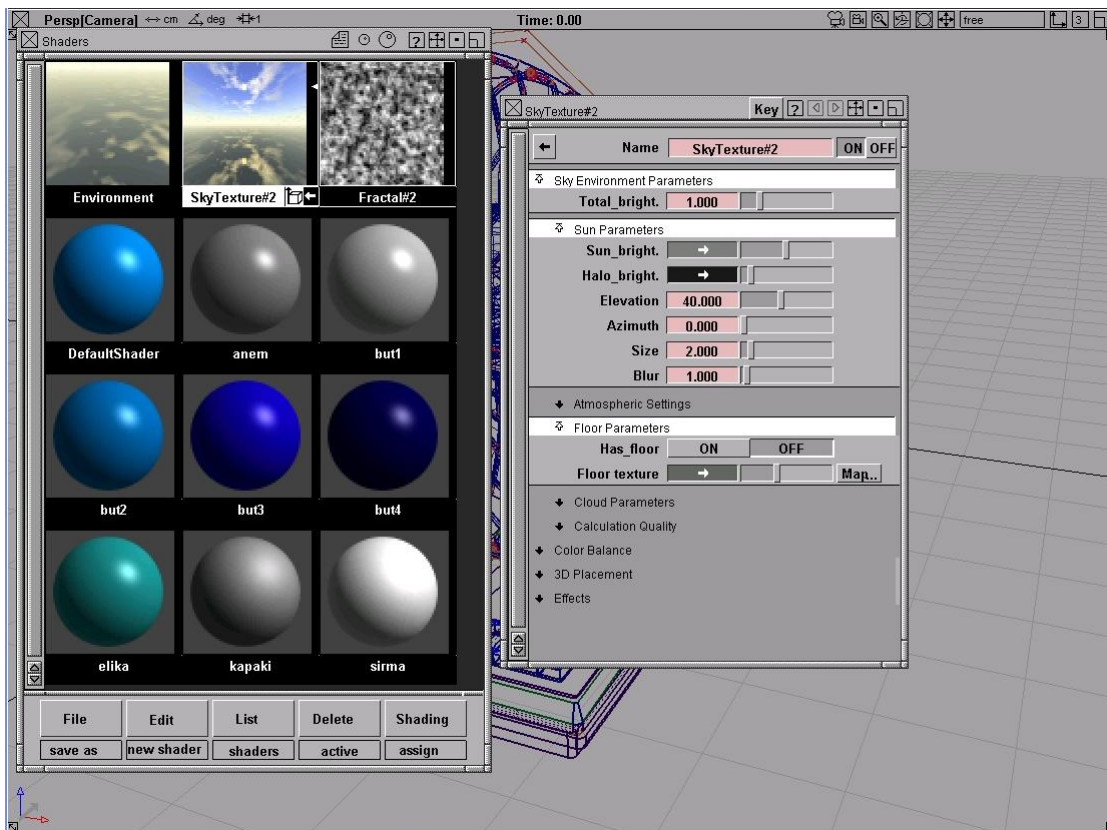 Persp[Camera] cm deg 1 Time: 0.00 free 3
Shaders ?
Environment SkyTexture#2 Fractal#2
DefaultShader anem but1
but2 but3 but4
elika kapaki sirma
File Edit List Delete Shading
save as new shader shaders active assign
SkyTexture#2 Key ?
Name SkyTexture#2 ON OFF
Sky Environment Parameters
Total_bright. 1.000
Sun Parameters
Sun_bright.
Halo_bright.
Elevation 40.000
Azimuth 0.000
Size 2.000
Blur 1.000
Atmospheric Settings
Floor Parameters
Has_floor ON OFF
Floor texture Map..
Cloud Parameters
Calculation Quality
Color Balance
3D Placement
Effects